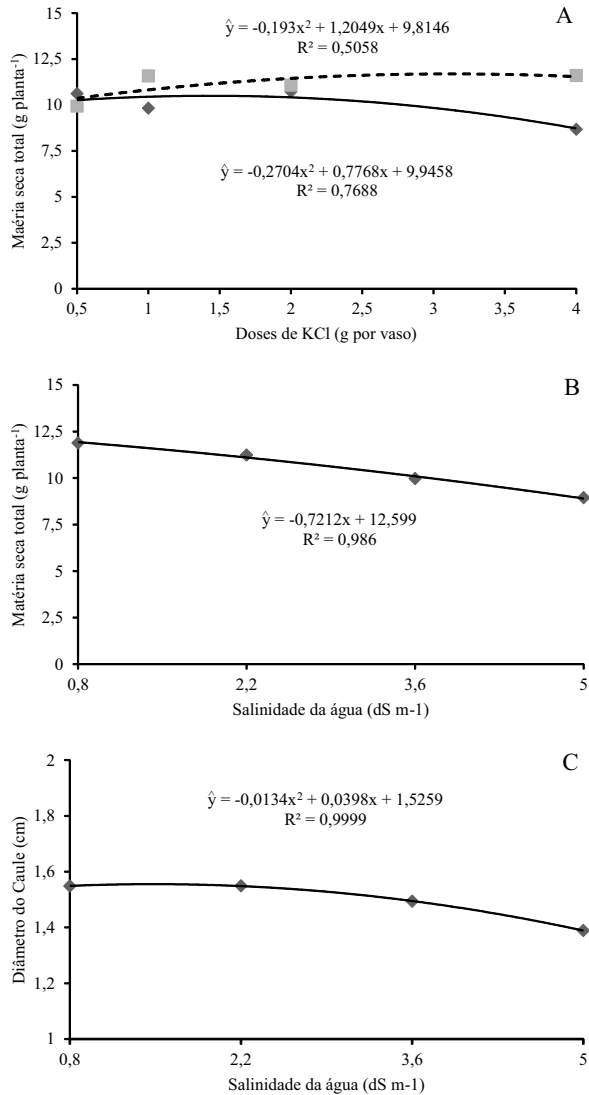 A
ŷ = -0,193x² + 1,2049x + 9,8146
R² = 0,5058
15
12,5
10
7,5
5
2,5
0
Maéria seca total (g planta⁻¹)
ŷ = -0,2704x² + 0,7768x + 9,9458
R² = 0,7688
0,5
1
1,5
2
2,5
3
3,5
4
Doses de KCl (g por vaso)
B
15
12,5
10
7,5
5
2,5
0
Matéria seca total (g planta⁻¹)
ŷ = -0,7212x + 12,599
R² = 0,986
0,8
2,2
3,6
5
Salinidade da água (dS m-1)
C
2
1,8
1,6
1,4
1,2
1
Diâmetro do Caule (cm)
ŷ = -0,0134x² + 0,0398x + 1,5259
R² = 0,9999
0,8
2,2
3,6
5
Salinidade da água (dS m-1)